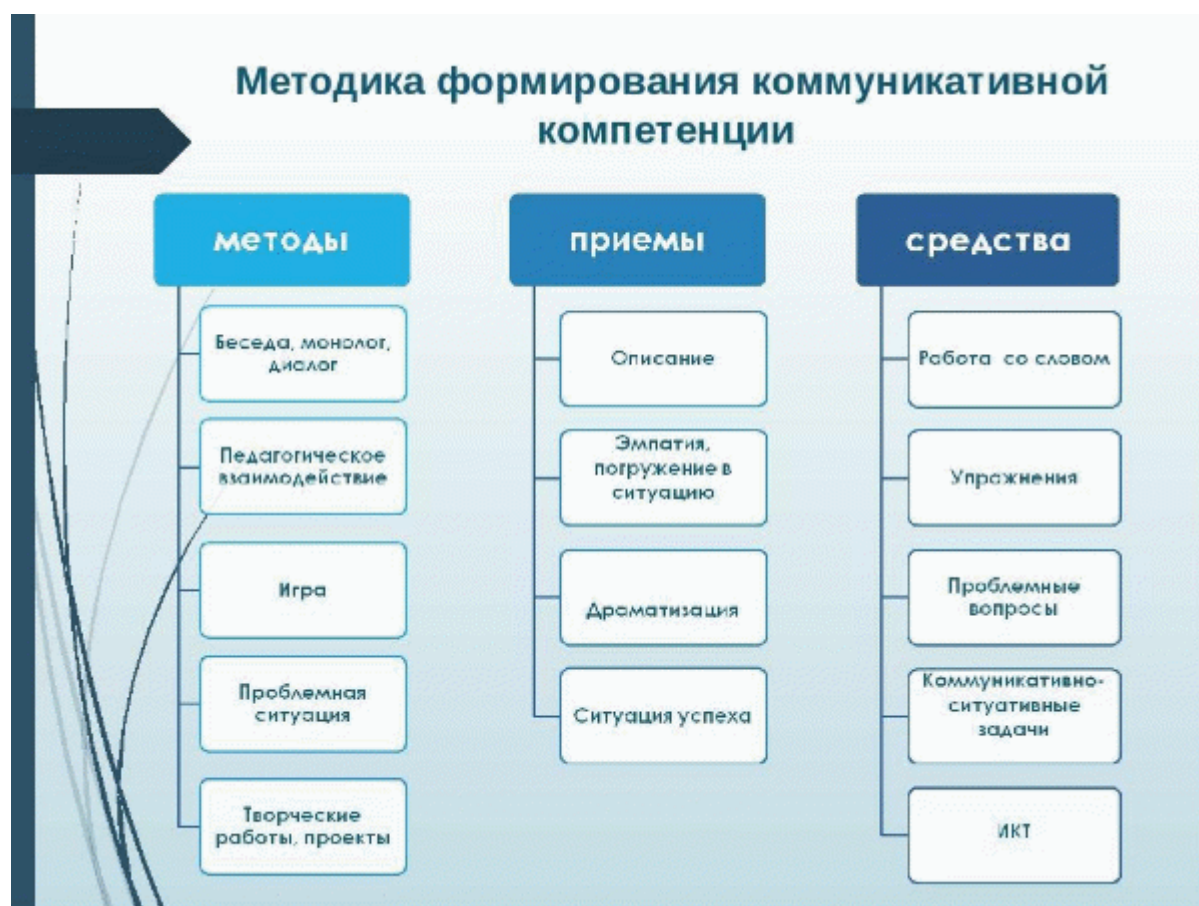 Методика формирования коммуникативной
компетенции
методы
Беседа, монолог,
диалог
Педагогическое
взаимодействие
Игра
Проблемная
ситуация
Творческие
работы, проекты
приемы
Описание
Эмпатия,
погружение в
ситуацию
Драматизация
Ситуация успеха
средства
Работа со словом
Упражнения
Проблемные
вопросы
Коммуникативно-
ситуативные
задачи
ИКТ